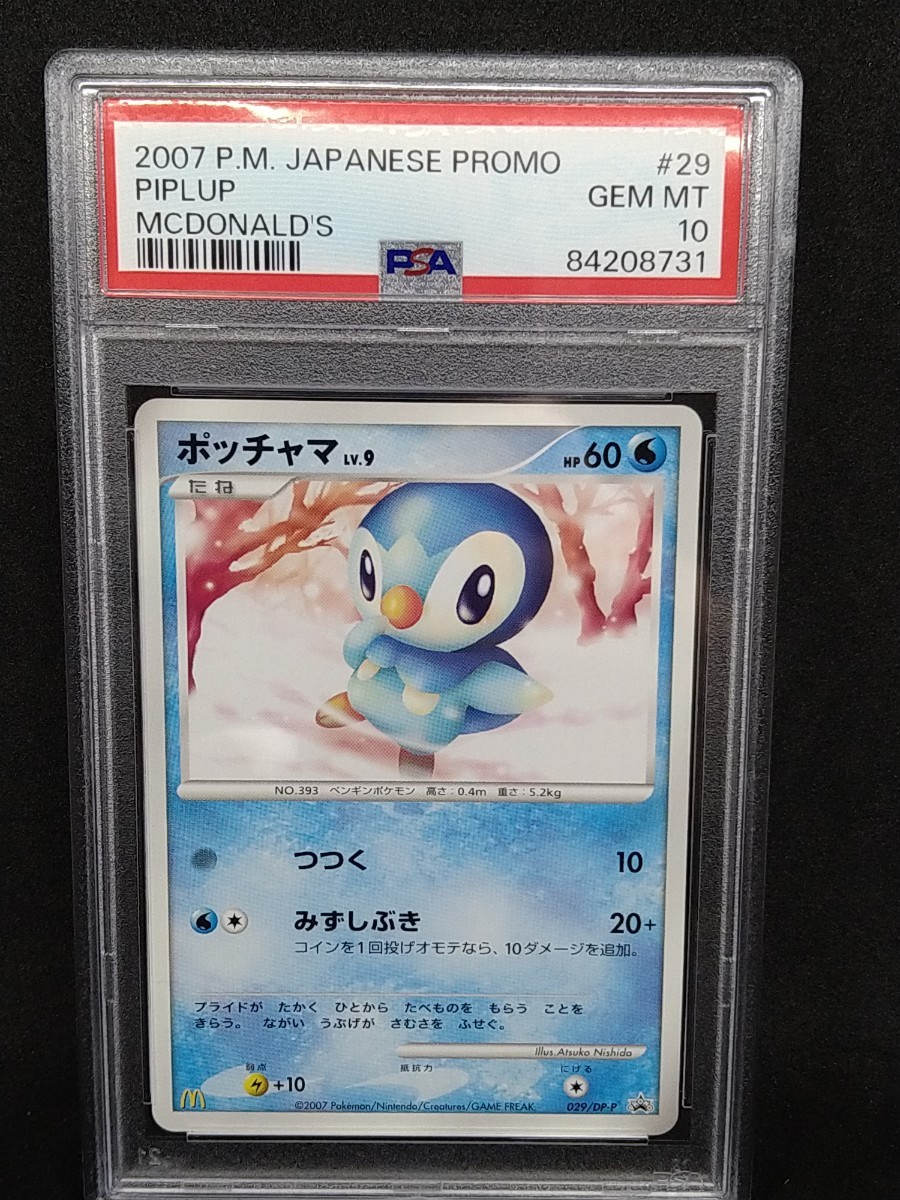 2007 P.M. JAPANESE PROMO #29
PIPLUP GEM MT
MCDONALD'S 10
PSA 84208731
ポッチャマ LV.9 HP 60
たね
NO.393 ペンギンポケモン 高さ:0.4m 重さ:5.2kg
つつく 10
みずしぶき 20+
コインを1回投げオモテなら、10ダメージを追加。
プライドが たかく ひとから たべものを もらう ことを
きらう。 ながい うぶげが さむさを ふせぐ。
Illus.Atsuko Nishida
弱点 抵抗力 にげる
+10
©2007 Pokémon/Nintendo/Creatures/GAME FREAK. 029/DP-P